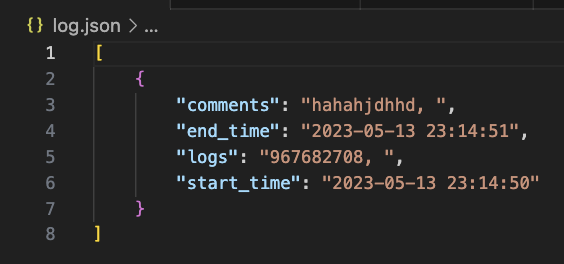 {} log.json > ...
1 [
2 {
3 "comments": "hahahjdhhd, ",
4 "end_time": "2023-05-13 23:14:51",
5 "logs": "967682708, ",
6 "start_time": "2023-05-13 23:14:50"
7 }
8 ]